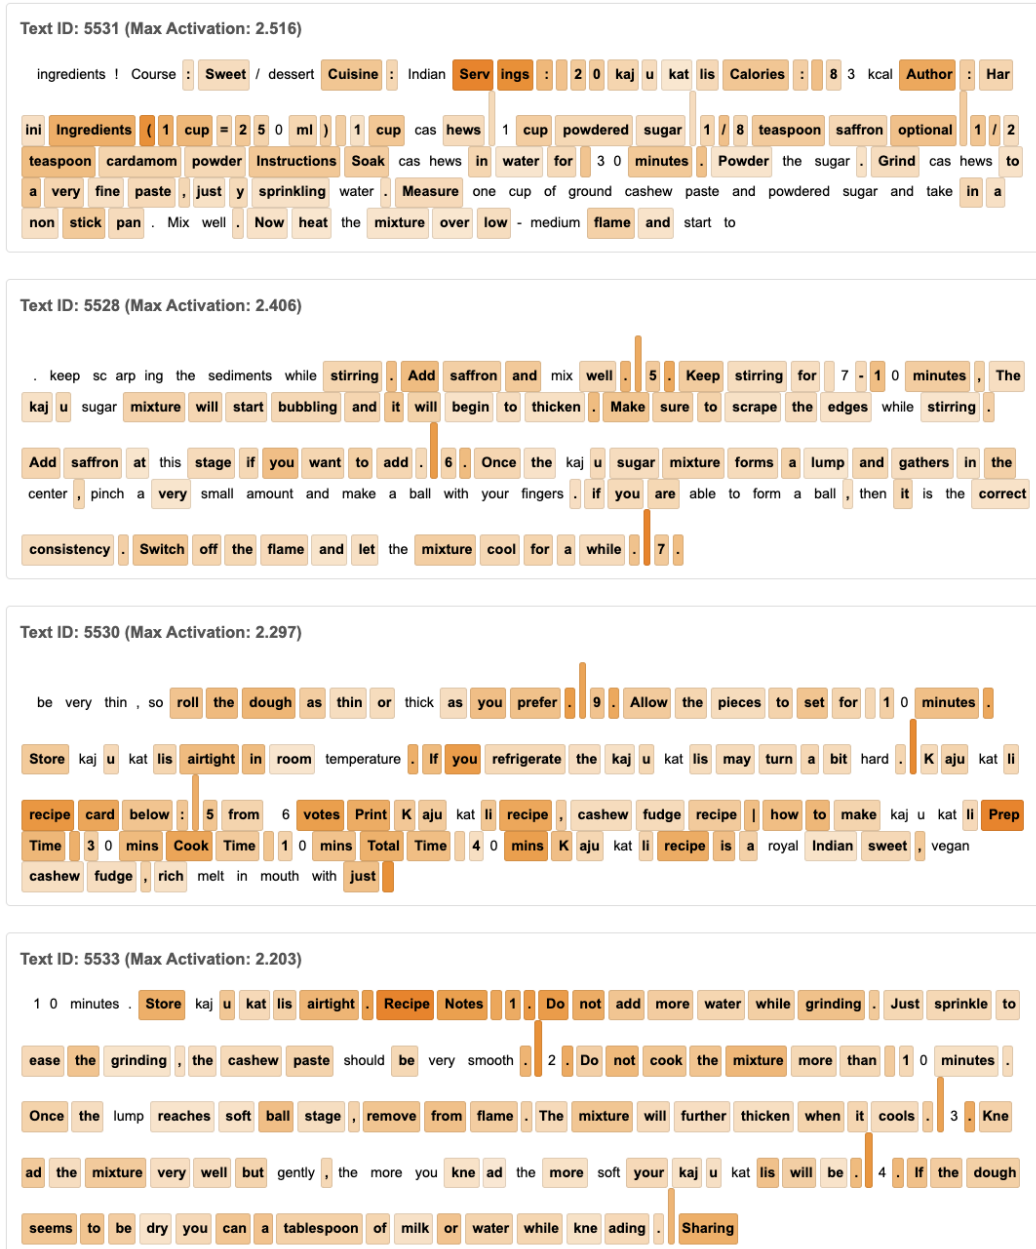 Text ID: 5531 (Max Activation: 2.516)
ingredients ! Course : Sweet / dessert Cuisine : Indian Serv ings : 2 0 kaj u kat lis Calories : 8 3 kcal Author : Har
ini Ingredients ( 1 cup = 2 5 0 ml ) 1 cup cas hews 1 cup powdered sugar 1 / 8 teaspoon saffron optional 1 / 2
teaspoon cardamom powder Instructions Soak cas hews in water for 3 0 minutes . Powder the sugar . Grind cas hews to
a very fine paste , just y sprinkling water . Measure one cup of ground cashew paste and powdered sugar and take in a
non stick pan . Mix well . Now heat the mixture over low - medium flame and start to
Text ID: 5528 (Max Activation: 2.406)
. keep sc arp ing the sediments while stirring . Add saffron and mix well . 5 . Keep stirring for 7 - 1 0 minutes , The
kaj u sugar mixture will start bubbling and it will begin to thicken . Make sure to scrape the edges while stirring .
Add saffron at this stage if you want to add . 6 . Once the kaj u sugar mixture forms a lump and gathers in the
center , pinch a very small amount and make a ball with your fingers . if you are able to form a ball , then it is the correct
consistency . Switch off the flame and let the mixture cool for a while . 7 .
Text ID: 5530 (Max Activation: 2.297)
be very thin , so roll the dough as thin or thick as you prefer . 9 . Allow the pieces to set for 1 0 minutes .
Store kaj u kat lis airtight in room temperature . If you refrigerate the kaj u kat lis may turn a bit hard . K aju kat li
recipe card below : 5 from 6 votes Print K aju kat li recipe , cashew fudge recipe | how to make kaj u kat li Prep
Time 3 0 mins Cook Time 1 0 mins Total Time 4 0 mins K aju kat li recipe is a royal Indian sweet , vegan
cashew fudge , rich melt in mouth with just
Text ID: 5533 (Max Activation: 2.203)
1 0 minutes . Store kaj u kat lis airtight . Recipe Notes 1 . Do not add more water while grinding . Just sprinkle to
ease the grinding , the cashew paste should be very smooth . 2 . Do not cook the mixture more than 1 0 minutes .
Once the lump reaches soft ball stage , remove from flame . The mixture will further thicken when it cools . 3 . Kne
ad the mixture very well but gently , the more you kne ad the more soft your kaj u kat lis will be . 4 . If the dough
seems to be dry you can a tablespoon of milk or water while kne ading . Sharing